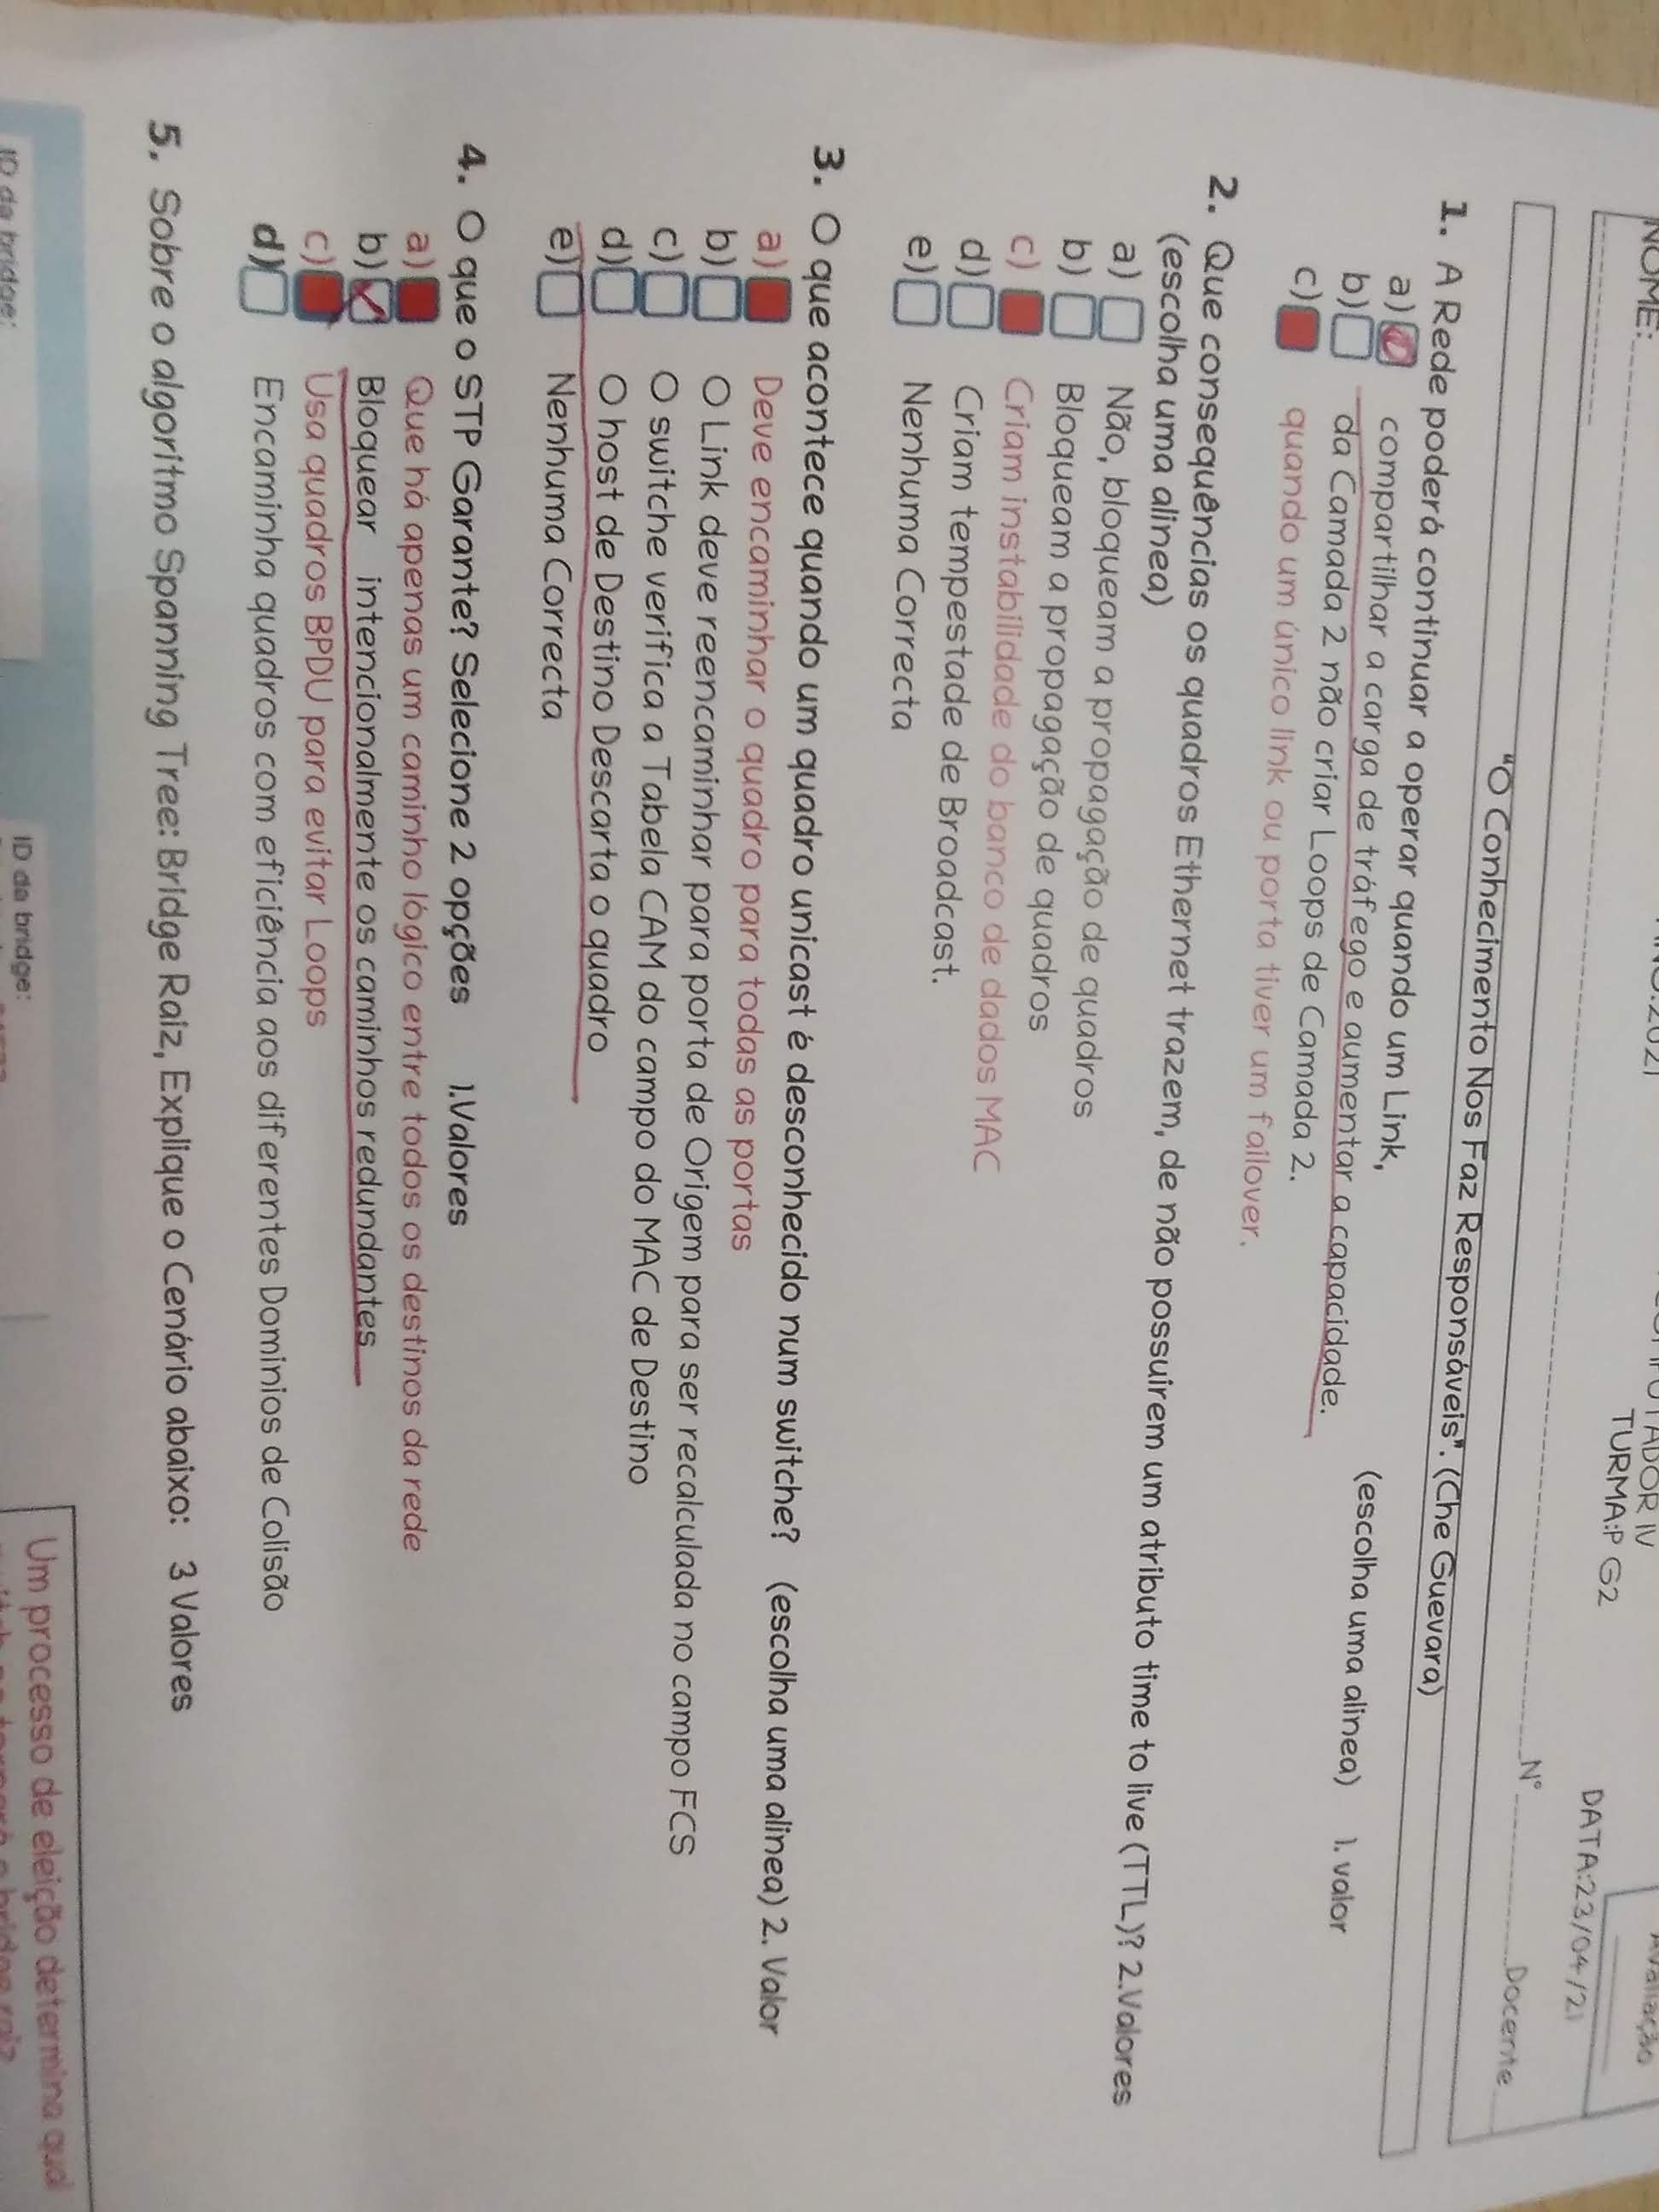 NOME:
TURMA:P G2
DATA:23/04/21
Avaliação
Nº
Docente
"O Conhecimento Nos Faz Responsáveis". (Che Guevara)
1. A Rede poderá continuar a operar quando um Link, (escolha uma alinea) 1. valor
a) compartilhar a carga de tráfego e aumentar a capacidade.
b) da Camada 2 não criar Loops de Camada 2.
c) quando um único link ou porta tiver um failover.
2. Que consequências os quadros Ethernet trazem, de não possuirem um atributo time to live (TTL)? 2.Valores
(escolha uma alinea)
a) Não, bloqueam a propagação de quadros
b) Bloqueam a propagação de quadros
c) Criam instabilidade do banco de dados MAC
d) Criam tempestade de Broadcast.
e) Nenhuma Correcta
3. O que acontece quando um quadro unicast é desconhecido num switche? (escolha uma alinea) 2. Valor
a) Deve encaminhar o quadro para todas as portas
b) O Link deve reencaminhar para porta de Origem para ser recalculada no campo FCS
c) O switche verifica a Tabela CAM do campo do MAC de Destino
d) O host de Destino Descarta o quadro
e) Nenhuma Correcta
4. O que o STP Garante? Selecione 2 opções 1.Valores
a) Que há apenas um caminho lógico entre todos os destinos da rede
b) Bloquear intencionalmente os caminhos redundantes
c) Usa quadros BPDU para evitar Loops
d) Encaminha quadros com eficiência aos diferentes Dominios de Colisão
5. Sobre o algoritmo Spanning Tree: Bridge Raiz, Explique o Cenário abaixo: 3 Valores
ID da bridge:
ID da bridge:
Um processo de eleição determina qual